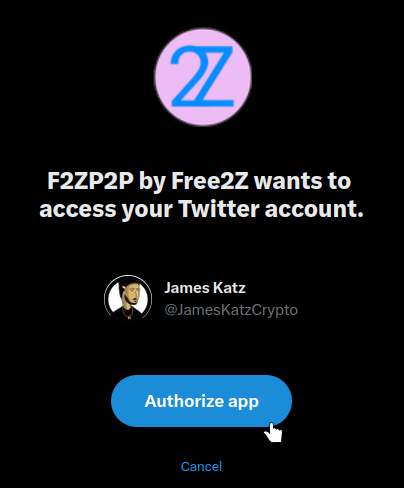 2Z
F2ZP2P by Free2Z wants to
access your Twitter account.
James Katz
@JamesKatzCrypto
Authorize app
Cancel